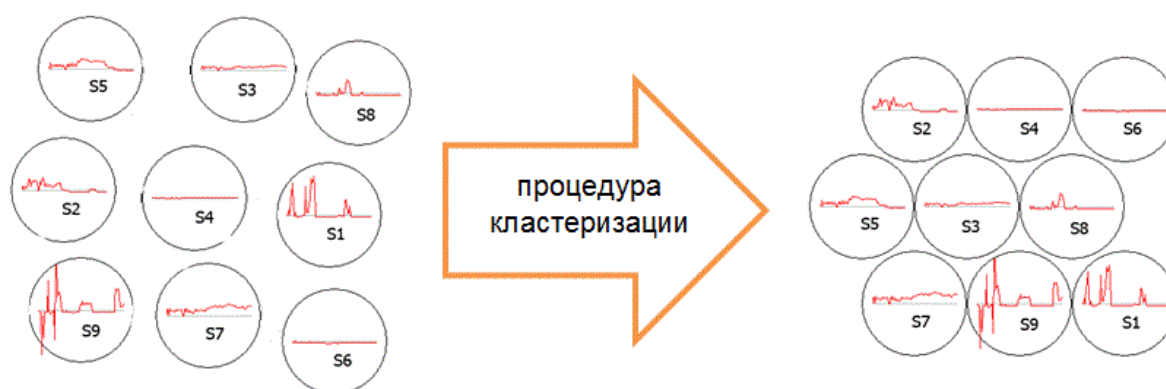 S5
S3
S8
S2
S4
S1
S9
S7
S6
процедура
кластеризации
S2
S4
S6
S5
S3
S8
S7
S9
S1